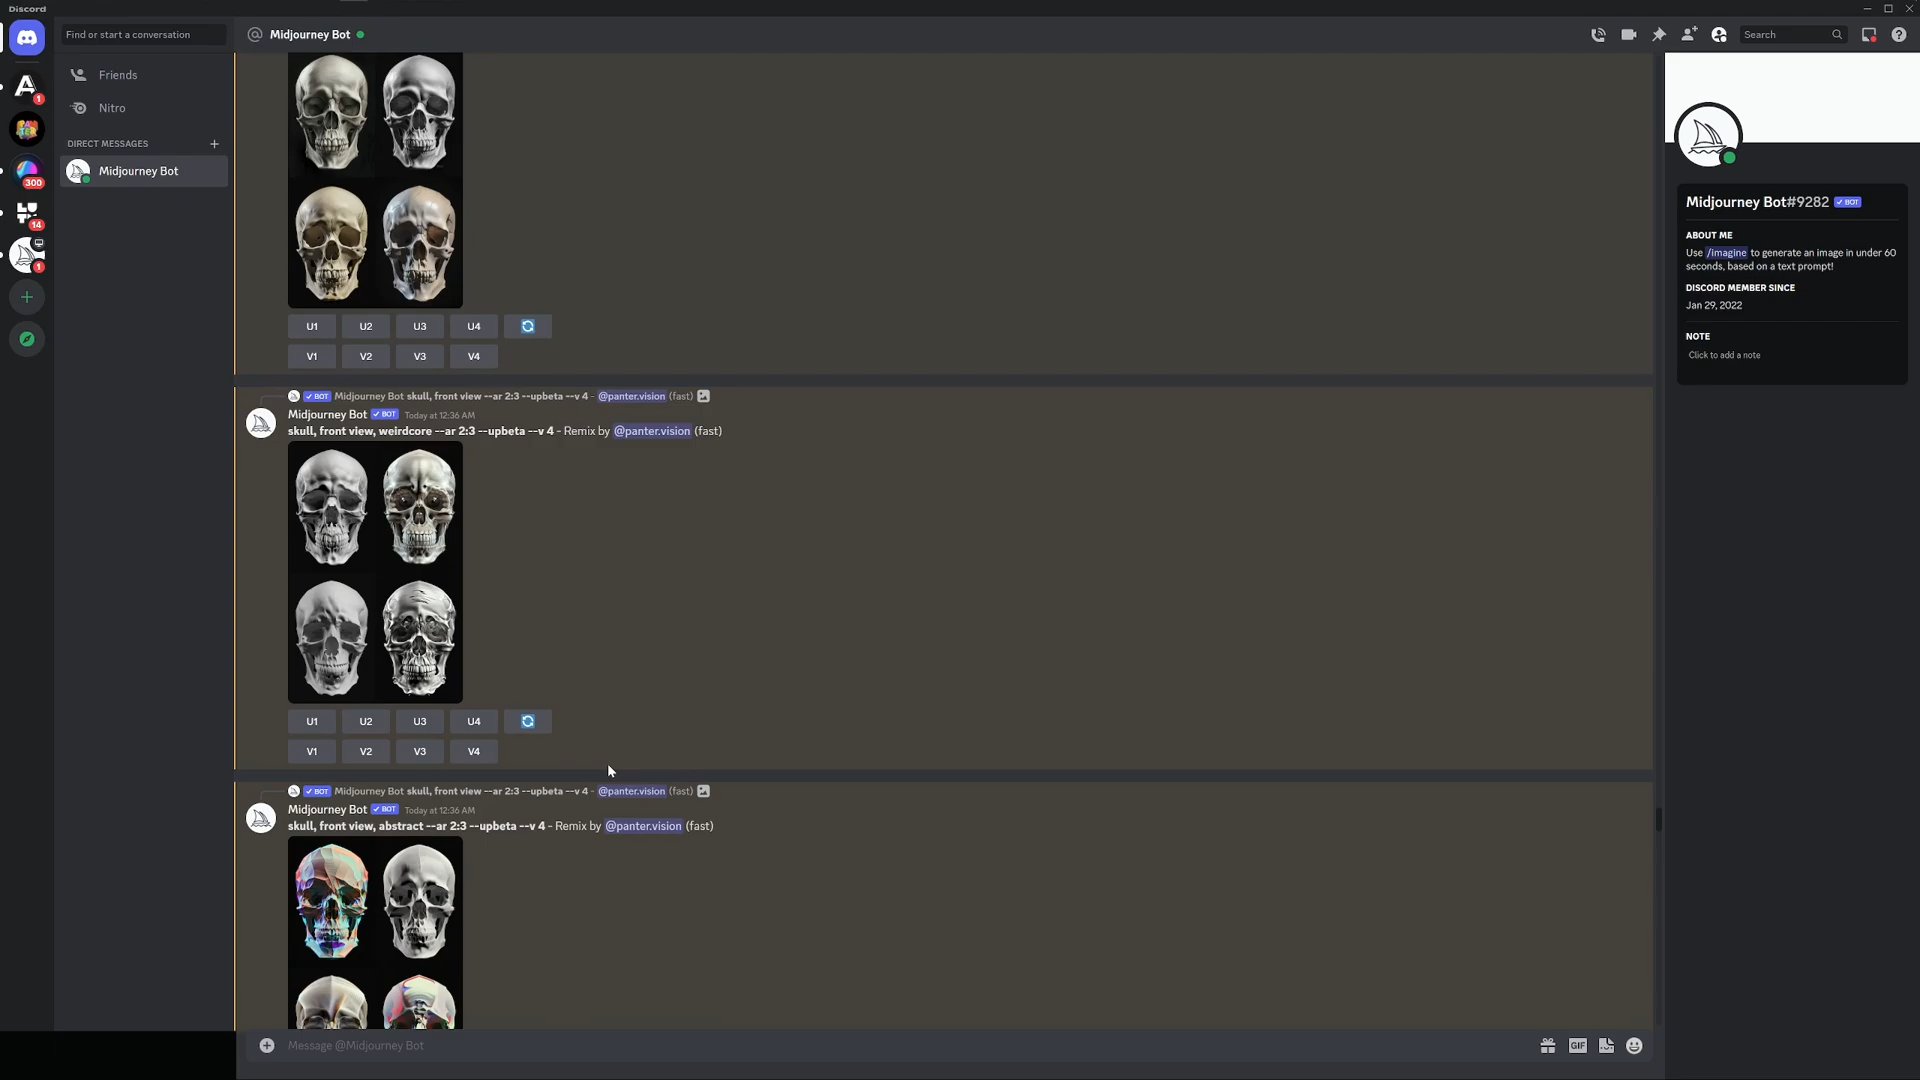 Discord
Find or start a conversation
Midjourney Bot
Search
Friends
Nitro
DIRECT MESSAGES
Midjourney Bot
1
300
14
1
U1 U2 U3 U4
V1 V2 V3 V4
BOT Midjourney Bot skull, front view --ar 2:3 --upbeta --v 4 - @panter.vision (fast)
Midjourney Bot BOT Today at 12:36 AM
skull, front view, weirdcore --ar 2:3 --upbeta --v 4 - Remix by @panter.vision (fast)
U1 U2 U3 U4
V1 V2 V3 V4
BOT Midjourney Bot skull, front view --ar 2:3 --upbeta --v 4 - @panter.vision (fast)
Midjourney Bot BOT Today at 12:36 AM
skull, front view, abstract --ar 2:3 --upbeta --v 4 - Remix by @panter.vision (fast)
Message @Midjourney Bot
GIF
Midjourney Bot#9282 BOT
ABOUT ME
Use /imagine to generate an image in under 60
seconds, based on a text prompt!
DISCORD MEMBER SINCE
Jan 29, 2022
NOTE
Click to add a note